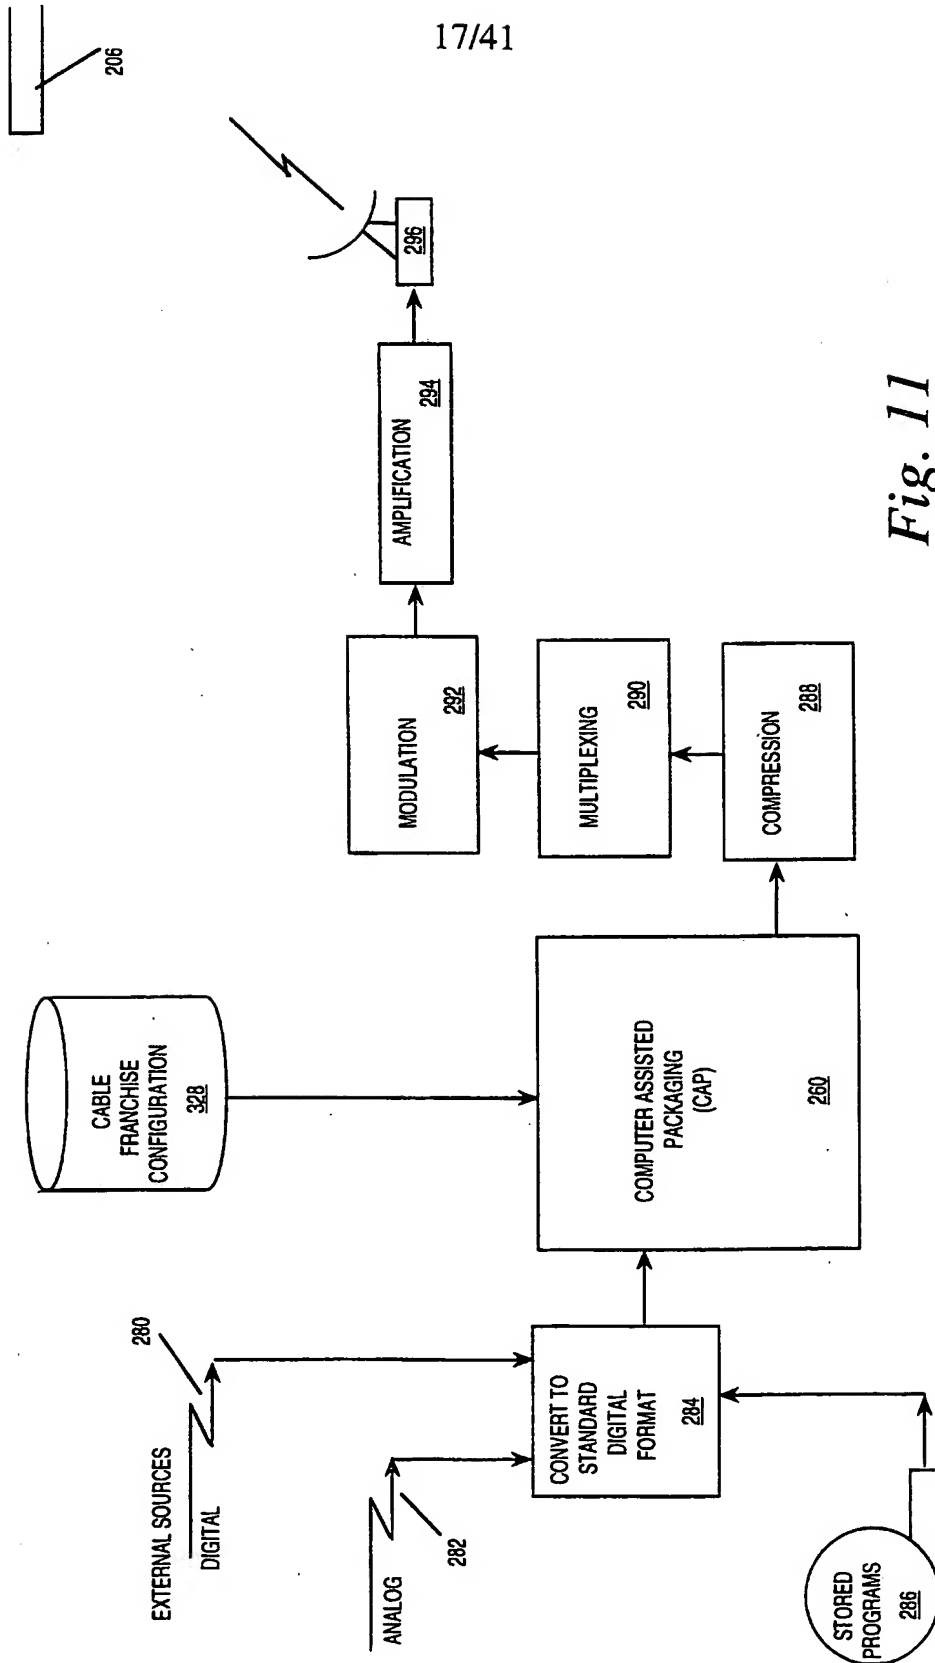 17/41
206
296
AMPLIFICATION
294
MODULATION
292
MULTIPLEXING
290
COMPRESSION
288
CABLE
FRANCHISE
CONFIGURATION
328
COMPUTER ASSISTED
PACKAGING
(CAP)
260
EXTERNAL SOURCES
DIGITAL
280
ANALOG
282
CONVERT TO
STANDARD
DIGITAL
FORMAT
284
STORED
PROGRAMS
286
Fig. 11